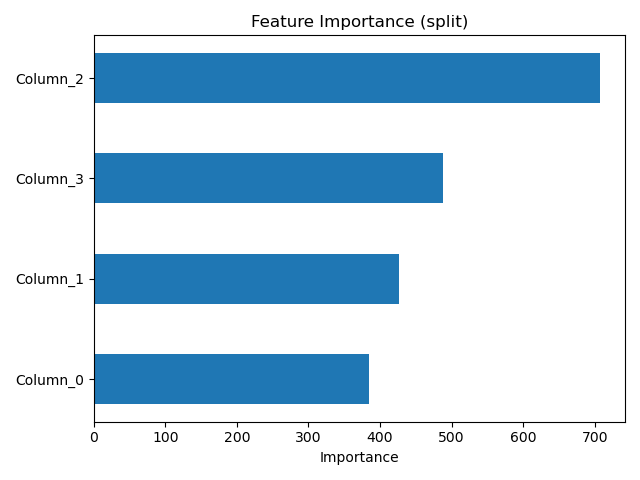 Feature Importance (split)
Column_2
Column_3
Column_1
Column_0
0 100 200 300 400 500 600 700
Importance